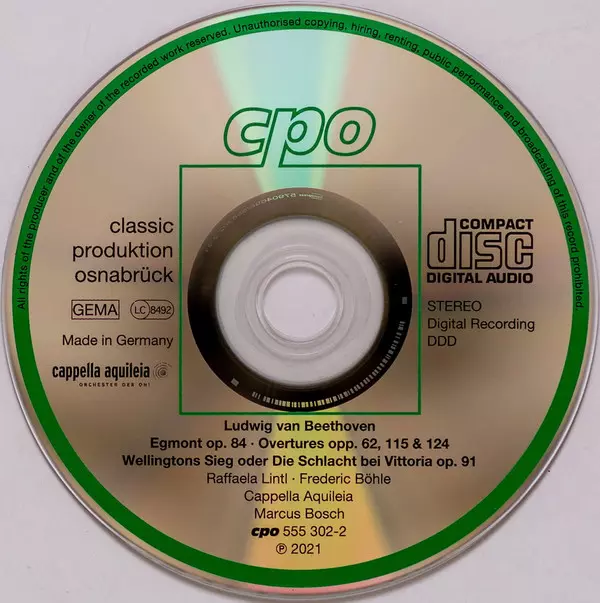 All rights of the producer and of the owner of the recorded work reserved. Unauthorised copying, hiring, renting, public performance and broadcasting of this record prohibited.
cpo
classic
produktion
osnabrück
COMPACT
disc
DIGITAL AUDIO
GEMA
LC 8492
STEREO
Digital Recording
DDD
Made in Germany
cappella aquileia
ORCHESTER DER OH!
Ludwig van Beethoven
Egmont op. 84 · Overtures opp. 62, 115 & 124
Wellingtons Sieg oder Die Schlacht bei Vittoria op. 91
Raffaela Lintl · Frederic Böhle
Cappella Aquileia
Marcus Bosch
cpo 555 302-2
℗ 2021